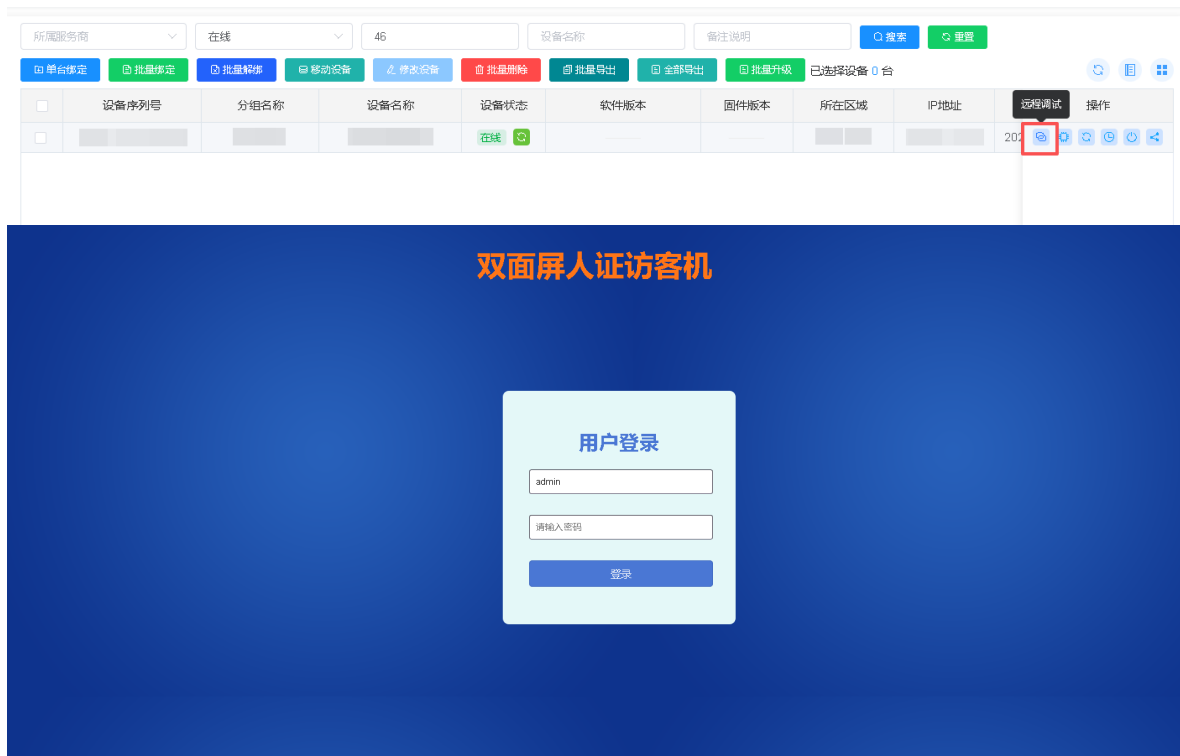 所属服务商 在线 46 设备名称 备注说明 搜索 重置
单台绑定 批量绑定 批量解绑 移动设备 修改设备 批量删除 批量导出 全部导出 批量升级 已选择设备 0 台
设备序列号 分组名称 设备名称 设备状态 软件版本 固件版本 所在区域 IP地址 远程调试 操作
在线 202
双面屏人证访客机
用户登录
admin
请输入密码
登录